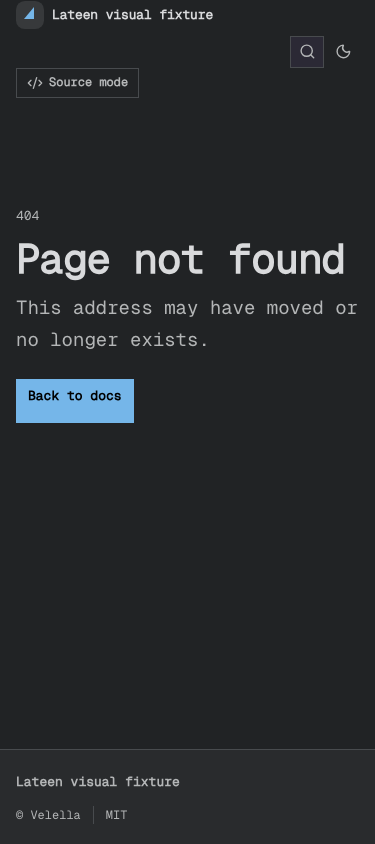 Lateen visual fixture
</> Source mode
404
Page not found
This address may have moved or
no longer exists.
Back to docs
Lateen visual fixture
© Velella
MIT